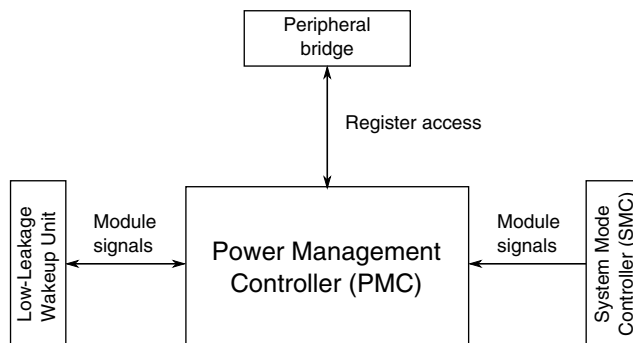 Peripheral
bridge
Register access
Low-Leakage
Wakeup Unit
Module
signals
Power Management
Controller (PMC)
Module
signals
System Mode
Controller (SMC)